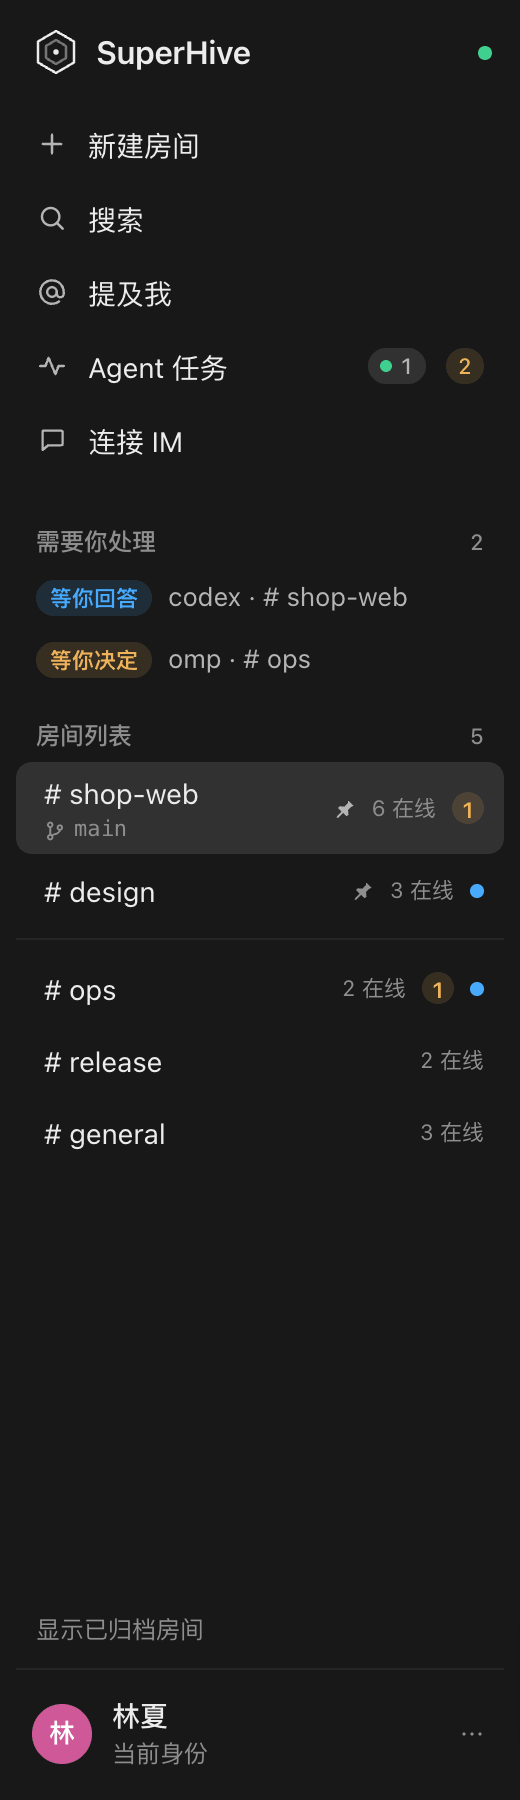 SuperHive
新建房间
搜索
提及我
Agent 任务 1 2
连接 IM
需要你处理 2
等你回答 codex · # shop-web
等你决定 omp · # ops
房间列表 5
# shop-web 6 在线 1
main
# design 3 在线
# ops 2 在线 1
# release 2 在线
# general 3 在线
显示已归档房间
林 林夏
当前身份